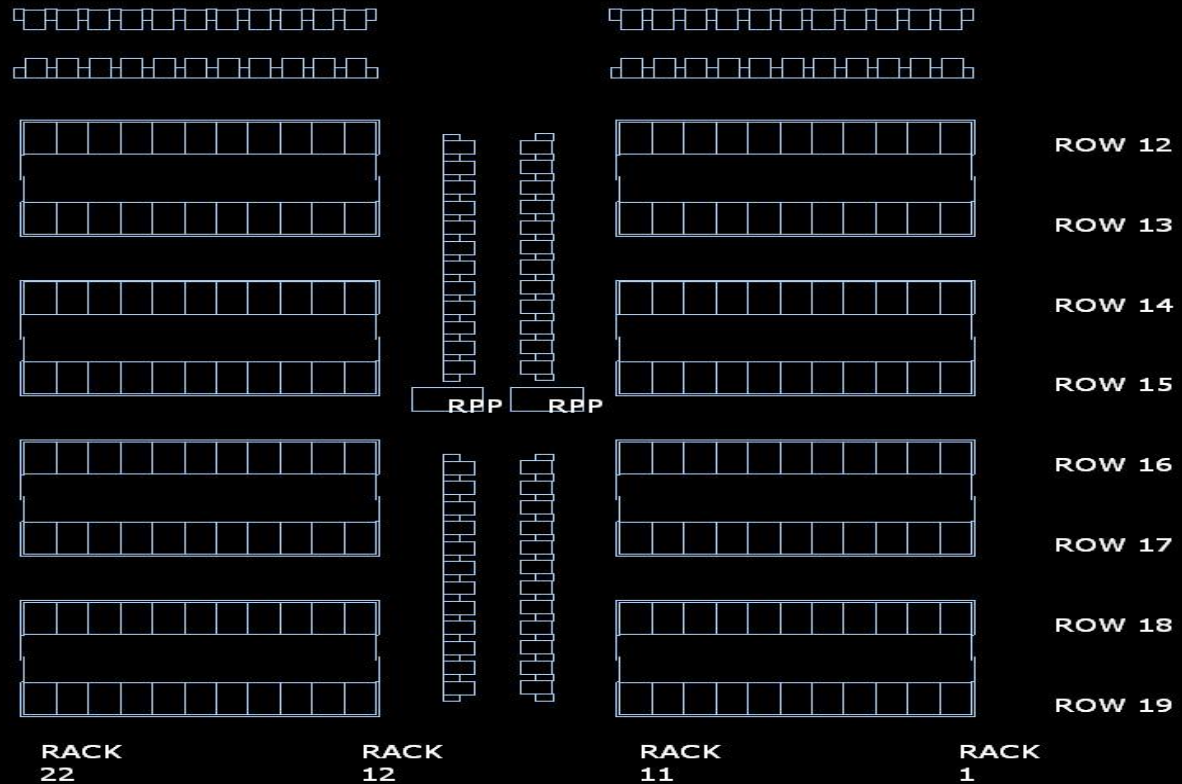 ROW 12
ROW 13
ROW 14
ROW 15
RPP RPP
ROW 16
ROW 17
ROW 18
ROW 19
RACK 22
RACK 12
RACK 11
RACK 1